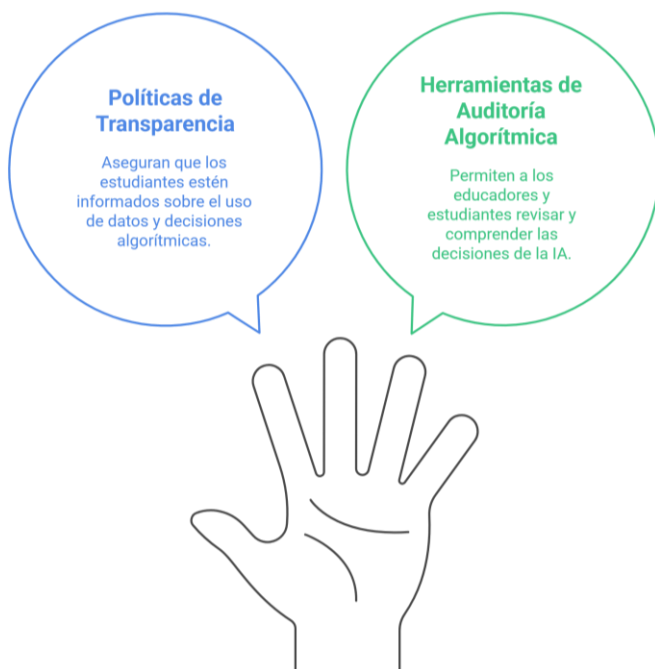 Políticas de
Transparencia
Aseguran que los
estudiantes estén
informados sobre el uso
de datos y decisiones
algorítmicas.
Herramientas de
Auditoría
Algorítmica
Permiten a los
educadores y
estudiantes revisar y
comprender las
decisiones de la IA.